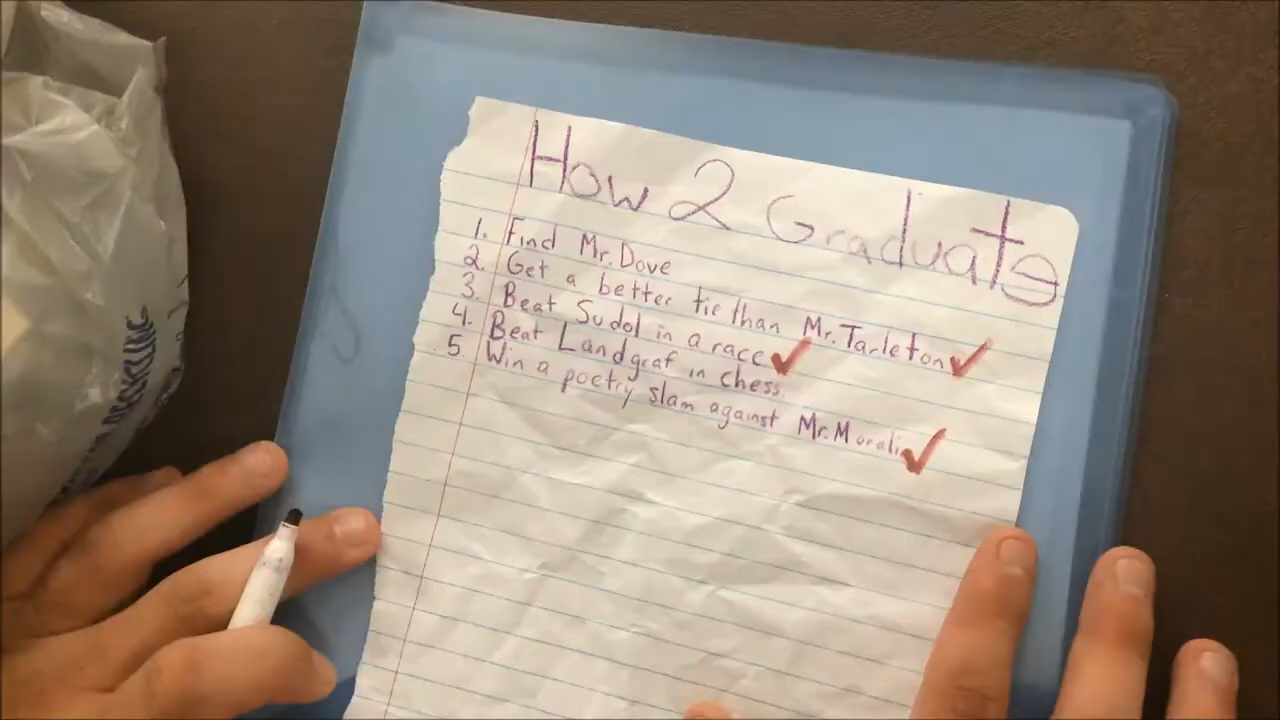 How 2 Graduate
1. Find Mr. Dove
2. Get a better tie than Mr. Tarleton
3. Beat Sudol in a race
4. Beat Landgraf in chess.
5. Win a poetry slam against Mr. Moralin